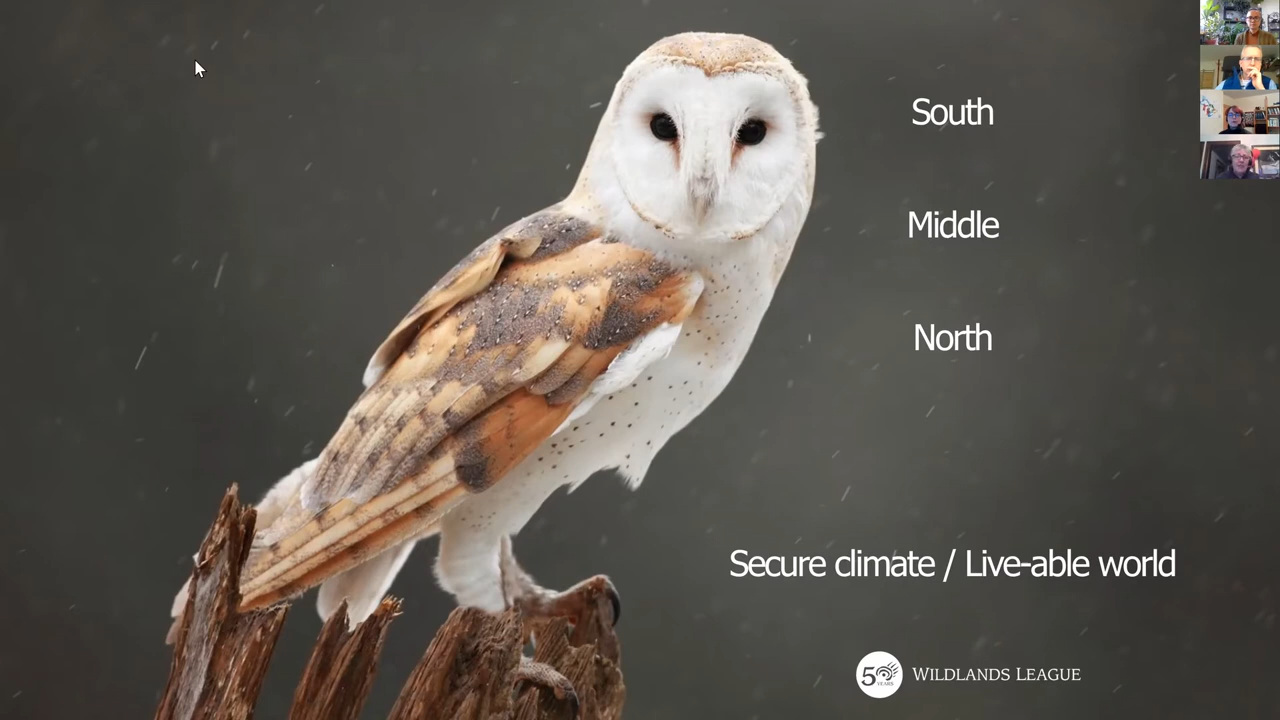 South
Middle
North
Secure climate / Live-able world
50
YEARS
WILDLANDS LEAGUE